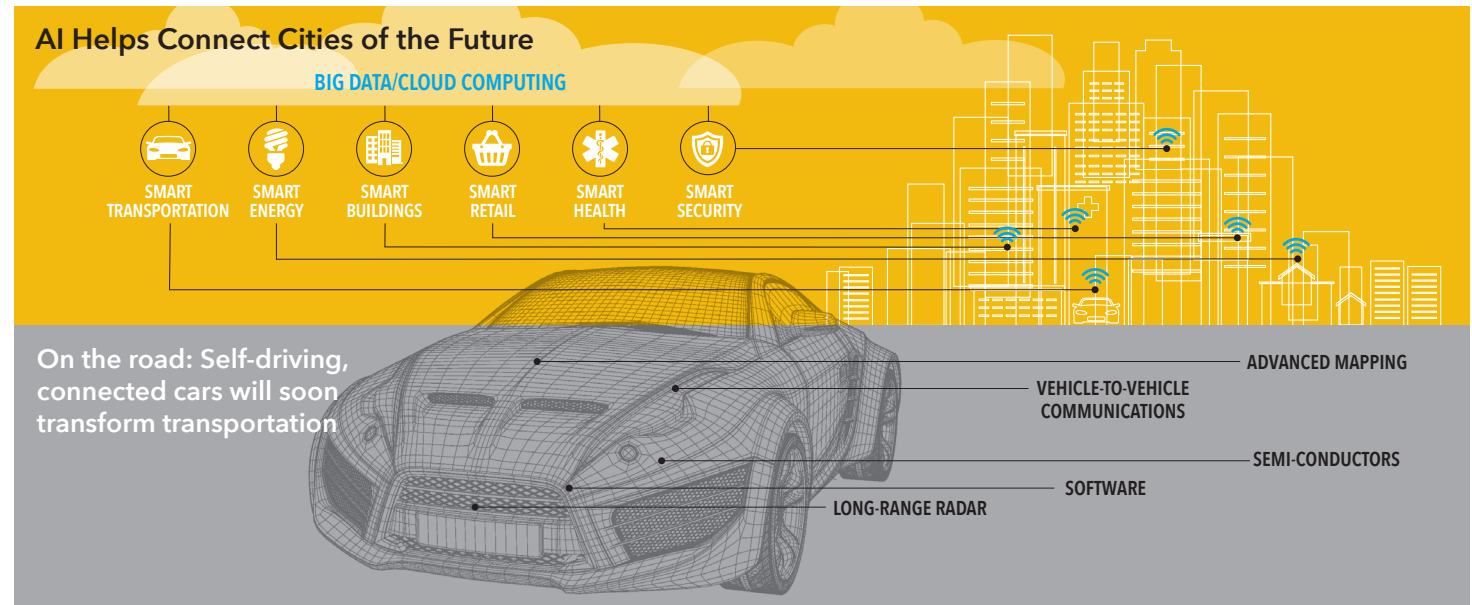 AI Helps Connect Cities of the Future
BIG DATA/CLOUD COMPUTING
SMART
TRANSPORTATION
SMART
ENERGY
SMART
BUILDINGS
SMART
RETAIL
SMART
HEALTH
SMART
SECURITY
On the road: Self-driving,
connected cars will soon
transform transportation
ADVANCED MAPPING
VEHICLE-TO-VEHICLE
COMMUNICATIONS
SEMI-CONDUCTORS
SOFTWARE
LONG-RANGE RADAR